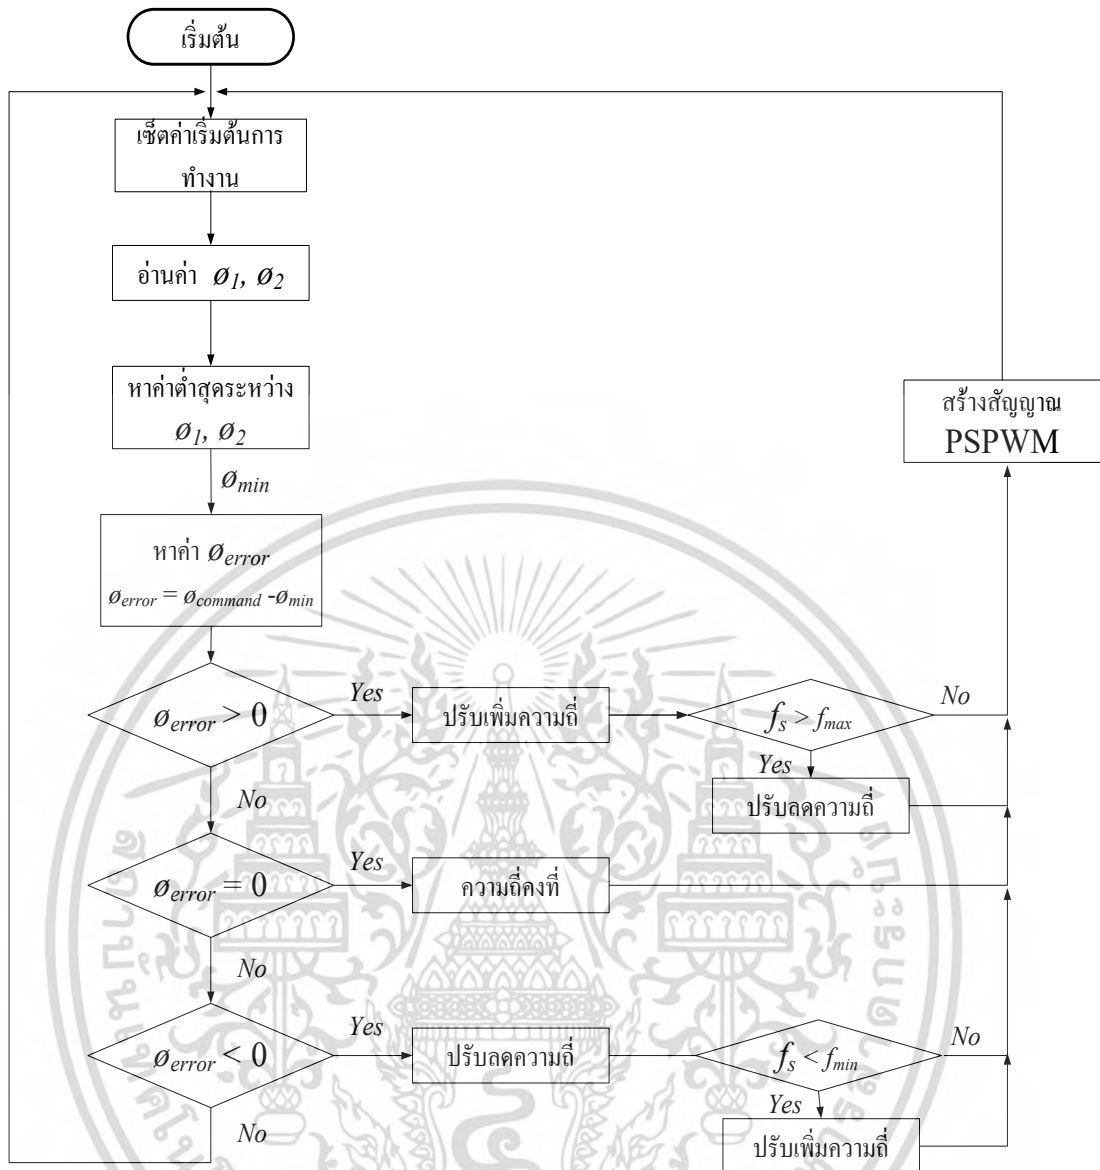 เริ่มต้น
เซ็ตค่าเริ่มต้นการ
ทำงาน
อ่านค่า ø1, ø2
หาค่าต่ำสุดระหว่าง
ø1, ø2
สร้างสัญญาณ
PSPWM
ømin
หาค่า øerror
øerror = øcommand -ømin
øerror > 0
Yes
ปรับเพิ่มความถี่
fs > fmax
No
Yes
ปรับลดความถี่
No
øerror = 0
Yes
ความถี่คงที่
No
øerror < 0
Yes
ปรับลดความถี่
fs < fmin
No
Yes
ปรับเพิ่มความถี่
No